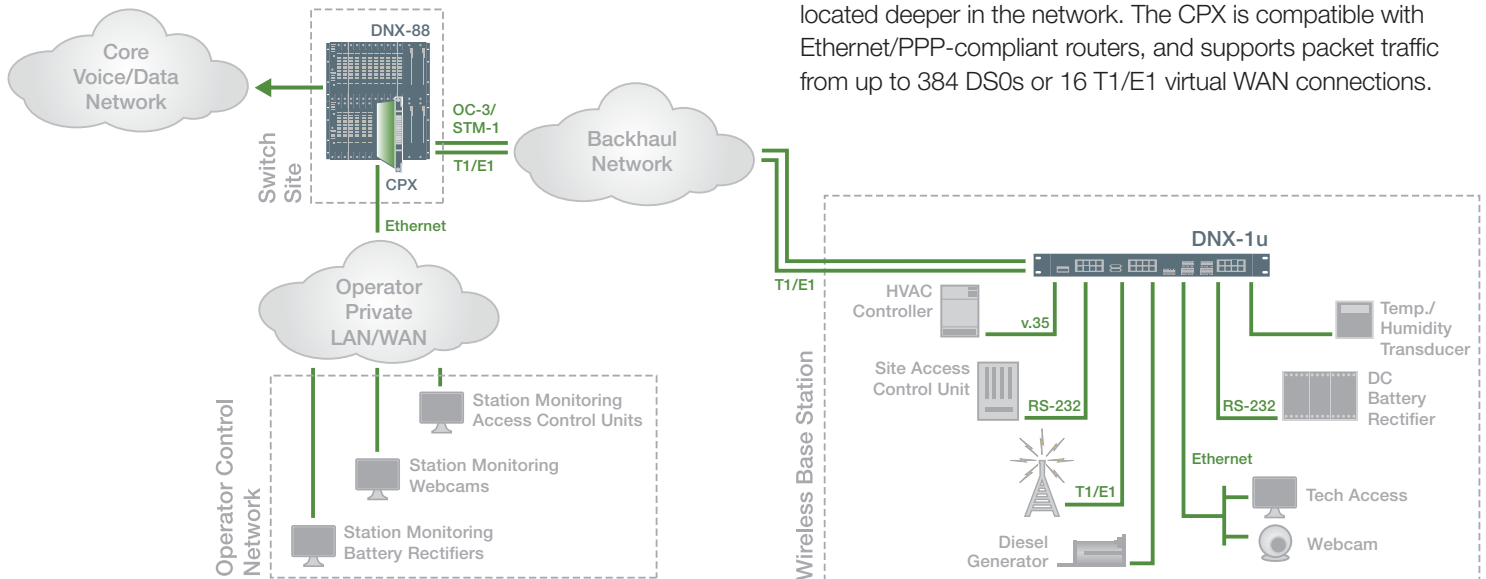 located deeper in the network. The CPX is compatible with
Ethernet/PPP-compliant routers, and supports packet traffic
from up to 384 DS0s or 16 T1/E1 virtual WAN connections.
Core
Voice/Data
Network
DNX-88
CPX
Switch
Site
OC-3/
STM-1
T1/E1
Backhaul
Network
Ethernet
Operator
Private
LAN/WAN
Operator Control
Network
Station Monitoring
Access Control Units
Station Monitoring
Webcams
Station Monitoring
Battery Rectifiers
T1/E1
Wireless Base Station
DNX-1u
HVAC
Controller
v.35
Site Access
Control Unit
RS-232
T1/E1
Diesel
Generator
Temp./
Humidity
Transducer
RS-232
DC
Battery
Rectifier
Ethernet
Tech Access
Webcam